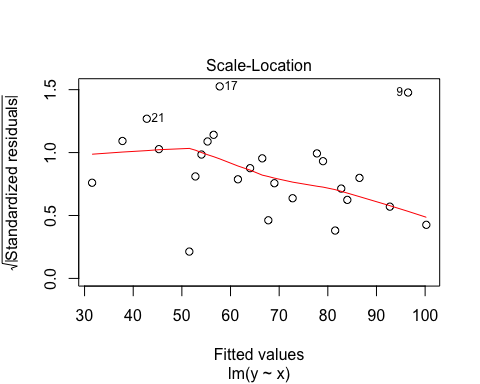 Scale-Location
√|Standardized residuals|
1.5
1.0
0.5
0.0
17
9
21
30 40 50 60 70 80 90 100
Fitted values
lm(y ~ x)